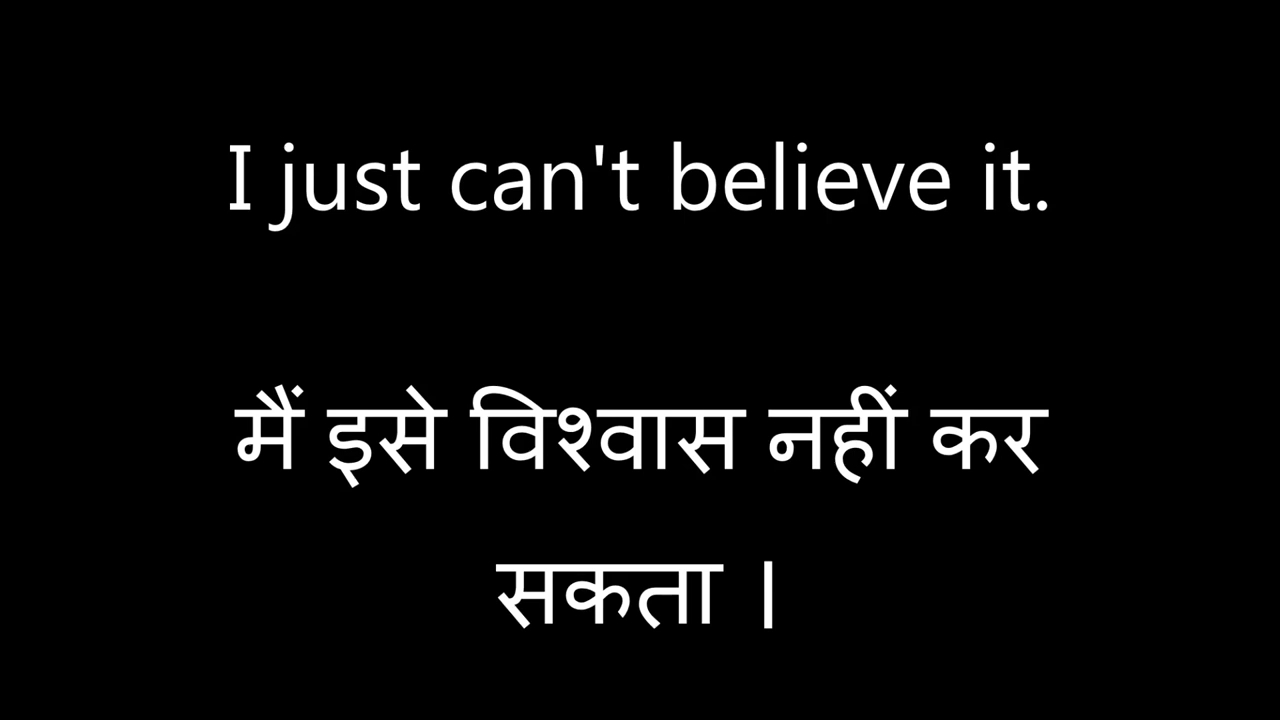 I just can't believe it.
मैं इसे विश्वास नहीं कर
सकता ।